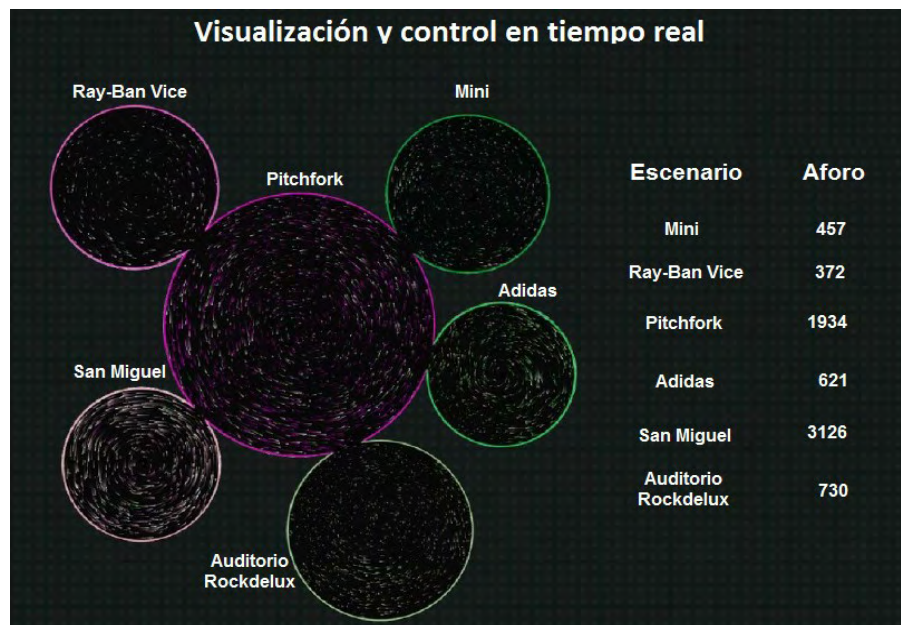 Visualización y control en tiempo real
Ray-Ban Vice
Mini
Pitchfork
Adidas
San Miguel
Auditorio
Rockdelux
Escenario Aforo
Mini 457
Ray-Ban Vice 372
Pitchfork 1934
Adidas 621
San Miguel 3126
Auditorio
Rockdelux 730